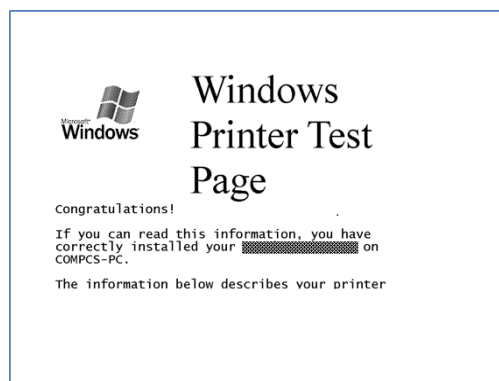 Microsoft
Windows
Windows
Printer Test
Page
Congratulations!
If you can read this information, you have
correctly installed your on
COMPCS-PC.
The information below describes your printer